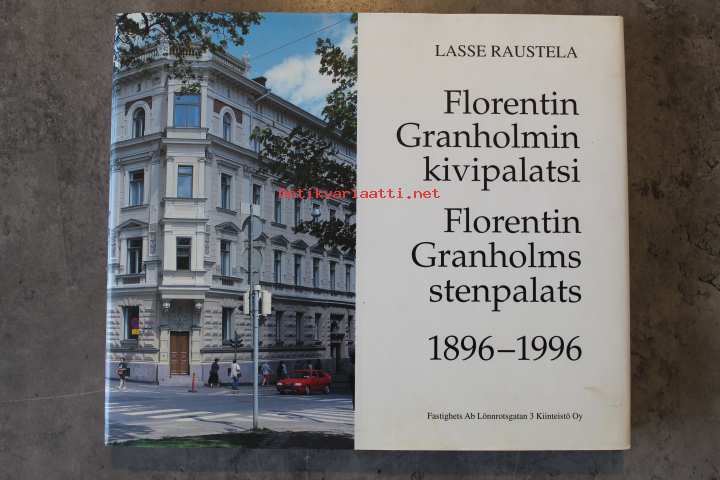 LASSE RAUSTELA
Florentin
Granholmin
kivipalatsi
Florentin
Granholms
stenpalats
1896–1996
Fastighets Ab Lönnrotsgatan 3 Kiinteistö Oy
Antikvariaatti.net